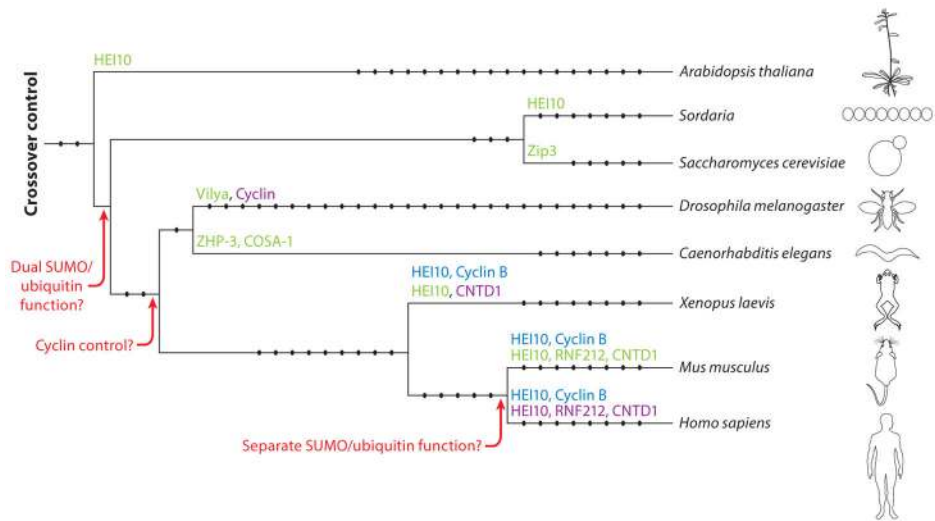 Crossover control
HEI10
Arabidopsis thaliana
HEI10
Sordaria
Zip3
Saccharomyces cerevisiae
Vilya, Cyclin
Drosophila melanogaster
ZHP-3, COSA-1
Caenorhabditis elegans
Dual SUMO/
ubiquitin
function?
HEI10, Cyclin B
HEI10, CNTD1
Xenopus laevis
Cyclin control?
HEI10, Cyclin B
HEI10, RNF212, CNTD1
Mus musculus
HEI10, Cyclin B
HEI10, RNF212, CNTD1
Homo sapiens
Separate SUMO/ubiquitin function?